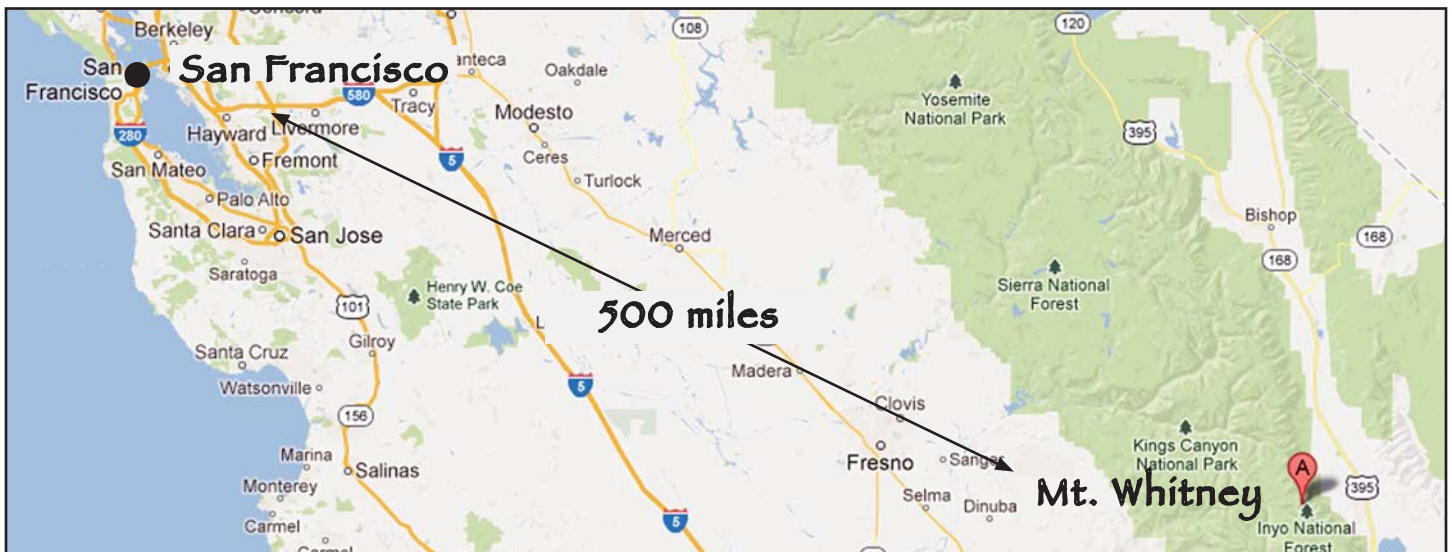 Concord
Berkeley
San Francisco
San
Francisco
anteca
Oakdale
108
120
580
Tracy
Modesto
Yosemite
National Park
280
Hayward
Livermore
395
Ceres
Fremont
5
San Mateo
Turlock
Palo Alto
Bishop
Santa Clara
San Jose
Merced
168
168
Saratoga
Henry W. Coe
State Park
Sierra National
Forest
101
500 miles
L
Gilroy
Santa Cruz
Madera
Watsonville
5
156
Clovis
Kings Canyon
National Park
Marina
Salinas
Fresno
Sanger
A
Monterey
Mt. Whitney
395
Selma
Dinuba
Carmel
5
Inyo National
Forest
Carmel